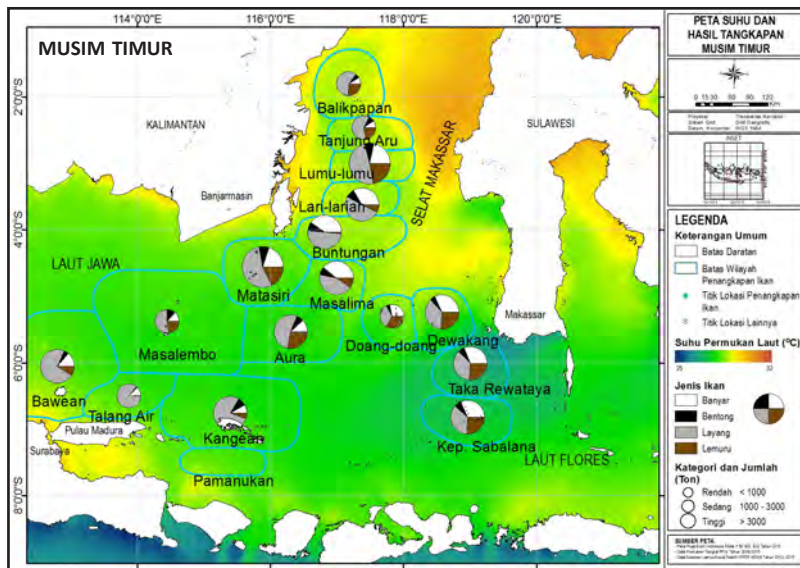 MUSIM TIMUR
114°0'0"E
116°0'0"E
118°0'0"E
120°0'0"E
2°0'0"S
4°0'0"S
6°0'0"S
8°0'0"S
KALIMANTAN
SULAWESI
Banjarmasin
SELAT MAKASSAR
LAUT JAWA
Makassar
Surabaya
Pulau Madura
LAUT FLORES
Balikpapan
Tanjung Aru
Lumu-lumu
Lari-larian
Buntungan
Matasiri
Masalima
Masalembo
Aura
Doang-doang
Dewakang
Taka Rewataya
Bawean
Talang Air
Kangean
Kep. Sabalana
Pamanukan
PETA SUHU DAN
HASIL TANGKAPAN
MUSIM TIMUR
Km
INSET
LEGENDA
Keterangan Umum
Batas Daratan
Batas Wilayah
Penangkapan Ikan
Titik Lokasi Penangkapan
Ikan
Titik Lokasi Lainnya
Suhu Permukan Laut (ºC)
Jenis Ikan
Banyar
Bentong
Layang
Lemuru
Kategori dan Jumlah
(Ton)
Rendah < 1000
Sedang 1000 - 3000
Tinggi > 3000
SUMBER PETA